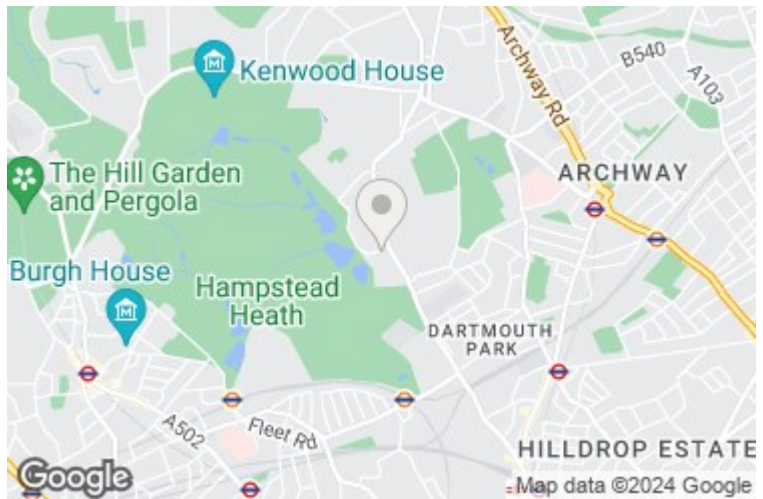 Kenwood House
Archway Rd
B540
A103
The Hill Garden
and Pergola
ARCHWAY
Burgh House
Hampstead
Heath
DARTMOUTH
PARK
A502
Fleet Rd
HILLDROP ESTATE
Google
Map data ©2024 Google